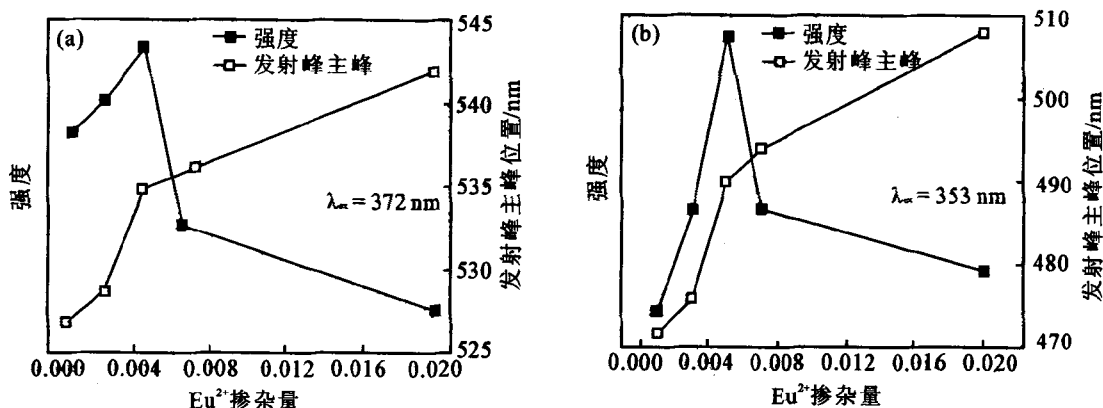 (a)
强度
发射峰主峰
545
540
535
530
525
强度
发射峰主峰位置/nm
λex = 372 nm
0.000 0.004 0.008 0.012 0.016 0.020
Eu²⁺掺杂量
(b)
强度
发射峰主峰
510
500
490
480
470
强度
发射峰主峰位置/nm
λex = 353 nm
0.000 0.004 0.008 0.012 0.016 0.020
Eu²⁺掺杂量